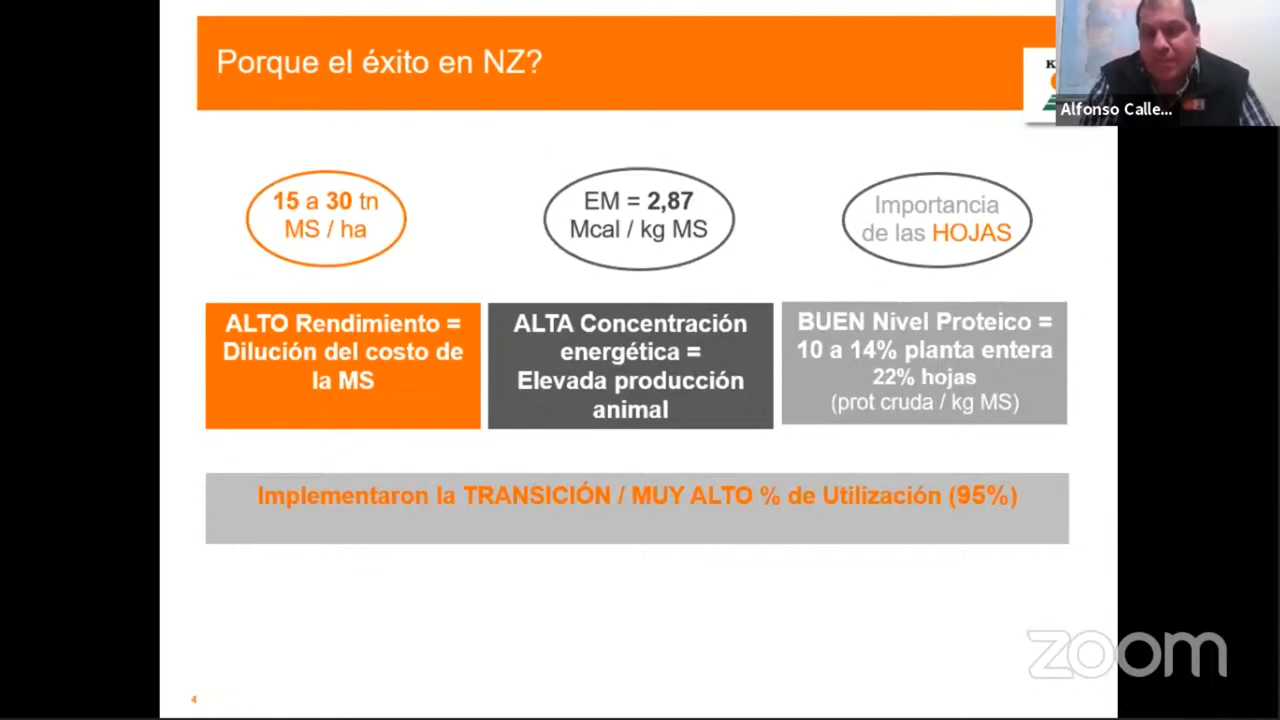 Porque el éxito en NZ?
K
Alfonso Calle...
15 a 30 tn
MS / ha
EM = 2,87
Mcal / kg MS
Importancia
de las HOJAS
ALTO Rendimiento =
Dilución del costo de
la MS
ALTA Concentración
energética =
Elevada producción
animal
BUEN Nivel Proteico =
10 a 14% planta entera
22% hojas
(prot cruda / kg MS)
Implementaron la TRANSICIÓN / MUY ALTO % de Utilización (95%)
zoom
4